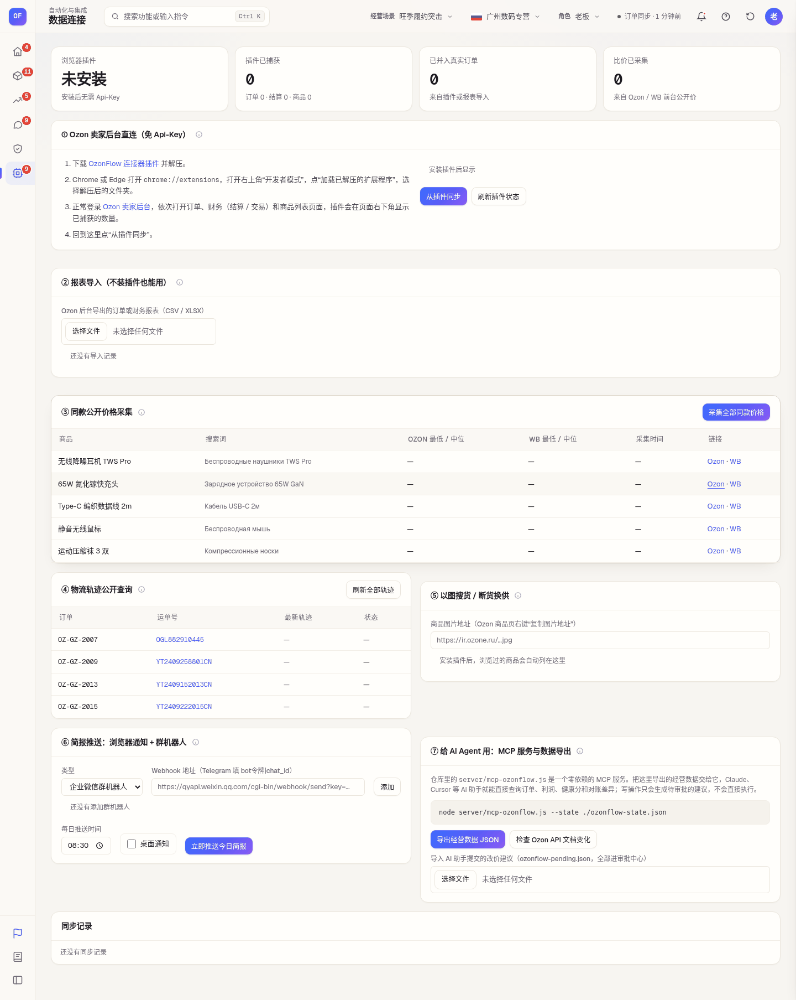 OF
自动化与集成
数据连接
搜索功能或输入指令
Ctrl K
经营场景 旺季履约突击
广州数码专营
角色 老板
订单同步 · 1 分钟前
老
4
11
5
9
9
浏览器插件
未安装
安装后无需 Api-Key
插件已捕获
0
订单 0 · 结算 0 · 商品 0
已并入真实订单
0
来自插件或报表导入
比价已采集
0
来自 Ozon / WB 前台公开价
① Ozon 卖家后台直连（免 Api-Key）
1. 下载 OzonFlow 连接器插件 并解压。
2. Chrome 或 Edge 打开 chrome://extensions，打开右上角“开发者模式”，点“加载已解压的扩展程序”，选
择解压后的文件夹。
3. 正常登录 Ozon 卖家后台，依次打开订单、财务（结算 / 交易）和商品列表页面，插件会在页面右下角显示
已捕获的数量。
4. 回到这里点“从插件同步”。
安装插件后显示
从插件同步
刷新插件状态
② 报表导入（不装插件也能用）
Ozon 后台导出的订单或财务报表（CSV / XLSX）
选择文件 未选择任何文件
还没有导入记录
③ 同款公开价格采集
采集全部同款价格
商品 搜索词 OZON 最低 / 中位 WB 最低 / 中位 采集时间 链接
无线降噪耳机 TWS Pro Беспроводные наушники TWS Pro — — — Ozon · WB
65W 氮化镓快充头 Зарядное устройство 65W GaN — — — Ozon · WB
Type-C 编织数据线 2m Кабель USB-C 2м — — — Ozon · WB
静音无线鼠标 Беспроводная мышь — — — Ozon · WB
运动压缩袜 3 双 Компрессионные носки — — — Ozon · WB
④ 物流轨迹公开查询
刷新全部轨迹
订单 运单号 最新轨迹 状态
OZ-GZ-2007 OGL882910445 — —
OZ-GZ-2009 YT2409258801CN — —
OZ-GZ-2013 YT2409152013CN — —
OZ-GZ-2015 YT2409222015CN — —
⑤ 以图搜货 / 断货换供
商品图片地址（Ozon 商品页右键“复制图片地址”）
https://ir.ozone.ru/…jpg
安装插件后，浏览过的商品会自动列在这里
⑥ 简报推送：浏览器通知 + 群机器人
类型
企业微信群机器人
Webhook 地址（Telegram 填 bot令牌|chat_id）
https://qyapi.weixin.qq.com/cgi-bin/webhook/send?key=…
添加
还没有添加群机器人
每日推送时间
08:30
桌面通知
立即推送今日简报
⑦ 给 AI Agent 用：MCP 服务与数据导出
仓库里的 server/mcp-ozonflow.js 是一个零依赖的 MCP 服务。把这里导出的经营数据交给它，Claude、
Cursor 等 AI 助手就能直接查询订单、利润、健康分和对账差异；写操作只会生成待审批的建议，不会直接执行。
node server/mcp-ozonflow.js --state ./ozonflow-state.json
导出经营数据 JSON
检查 Ozon API 文档变化
导入 AI 助手提交的改价建议（ozonflow-pending.json，全部进审批中心）
选择文件 未选择任何文件
同步记录
还没有同步记录